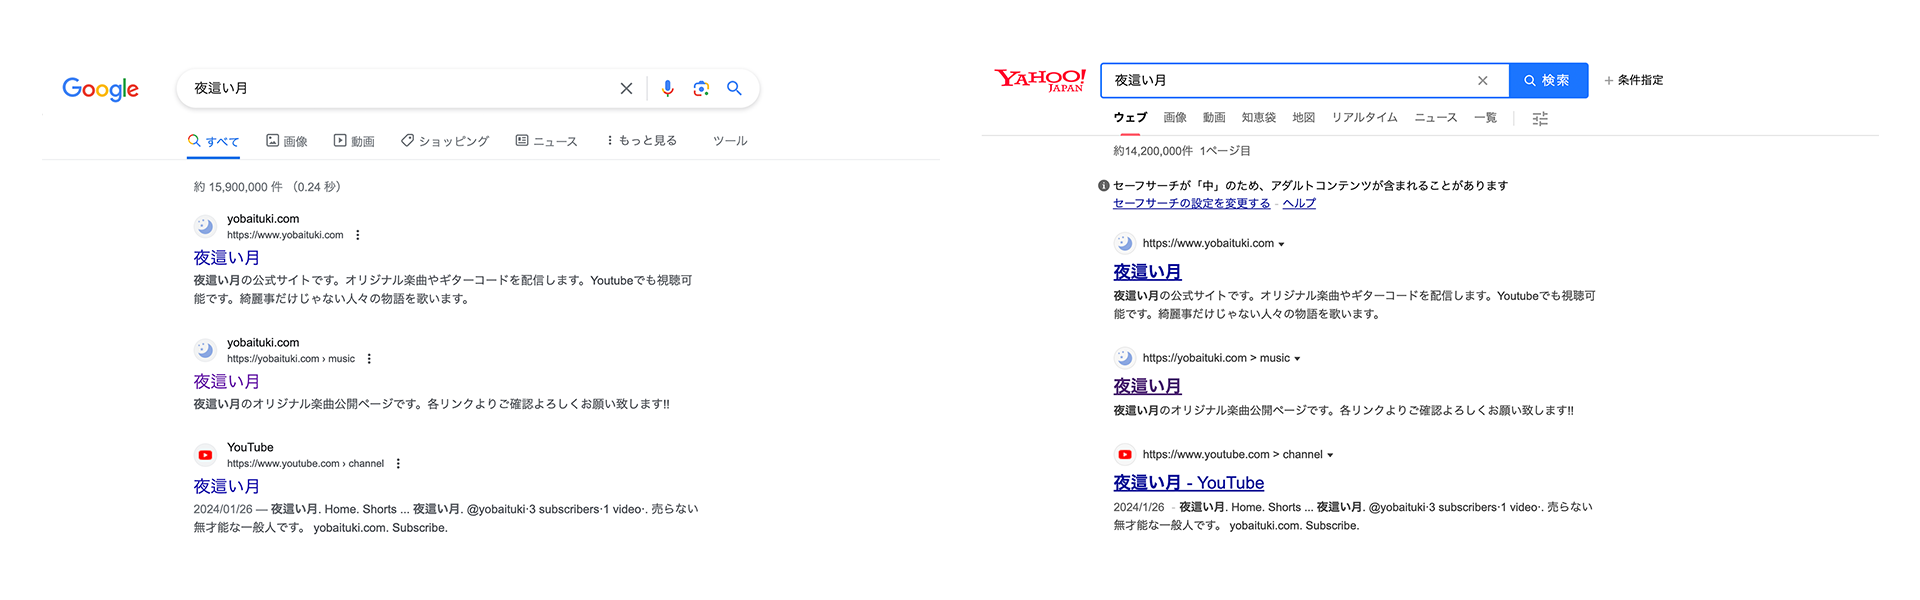 Google
夜這い月
すべて 画像 動画 ショッピング ニュース もっと見る ツール
約 15,900,000 件 （0.24 秒）
yobaituki.com
https://www.yobaituki.com
夜這い月
夜這い月の公式サイトです。オリジナル楽曲やギターコードを配信します。Youtubeでも視聴可
能です。綺麗事だけじゃない人々の物語を歌います。
yobaituki.com
https://yobaituki.com › music
夜這い月
夜這い月のオリジナル楽曲公開ページです。各リンクよりご確認よろしくお願い致します!!
YouTube
https://www.youtube.com › channel
夜這い月
2024/01/26 — 夜這い月. Home. Shorts ... 夜這い月. @yobaituki·3 subscribers·1 video·. 売らない
無才能な一般人です。 yobaituki.com. Subscribe.
YAHOO!
JAPAN
夜這い月
検索
+ 条件指定
ウェブ 画像 動画 知恵袋 地図 リアルタイム ニュース 一覧
約14,200,000件 1ページ目
セーフサーチが「中」のため、アダルトコンテンツが含まれることがあります
セーフサーチの設定を変更する - ヘルプ
https://www.yobaituki.com
夜這い月
夜這い月の公式サイトです。オリジナル楽曲やギターコードを配信します。Youtubeでも視聴可
能です。綺麗事だけじゃない人々の物語を歌います。
https://yobaituki.com > music
夜這い月
夜這い月のオリジナル楽曲公開ページです。各リンクよりご確認よろしくお願い致します!!
https://www.youtube.com > channel
夜這い月 - YouTube
2024/1/26 - 夜這い月. Home. Shorts ... 夜這い月. @yobaituki·3 subscribers·1 video·. 売らない
無才能な一般人です。 yobaituki.com. Subscribe.